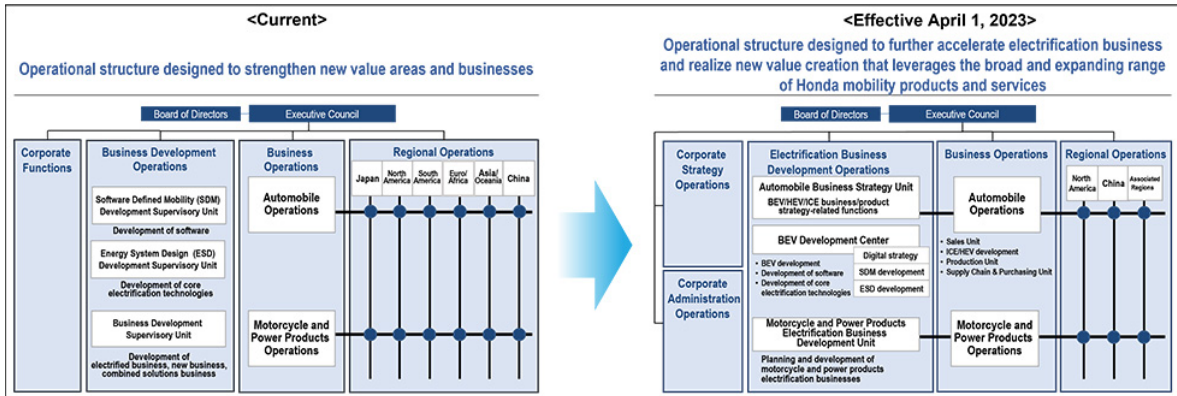 <Current>
Operational structure designed to strengthen new value areas and businesses
Board of Directors
Executive Council
Corporate
Functions
Business Development
Operations
Software Defined Mobility (SDM)
Development Supervisory Unit
Development of software
Energy System Design (ESD)
Development Supervisory Unit
Development of core
electrification technologies
Business Development
Supervisory Unit
Development of
electrified business, new business,
combined solutions business
Business
Operations
Automobile
Operations
Motorcycle and
Power Products
Operations
Regional Operations
Japan
North
America
South
America
Euro/
Africa
Asia/
Oceania
China
<Effective April 1, 2023>
Operational structure designed to further accelerate electrification business
and realize new value creation that leverages the broad and expanding range
of Honda mobility products and services
Board of Directors
Executive Council
Corporate
Strategy
Operations
Corporate
Administration
Operations
Electrification Business
Development Operations
Automobile Business Strategy Unit
BEV/HEV/ICE business/product
strategy-related functions
BEV Development Center
• BEV development
• Development of software
• Development of core
electrification technologies
Digital strategy
SDM development
ESD development
Motorcycle and Power Products
Electrification Business
Development Unit
Planning and development of
motorcycle and power products
electrification businesses
Business Operations
Automobile
Operations
• Sales Unit
• ICE/HEV development
• Production Unit
• Supply Chain & Purchasing Unit
Motorcycle and
Power Products
Operations
Regional Operations
North
America
China
Associated
Regions